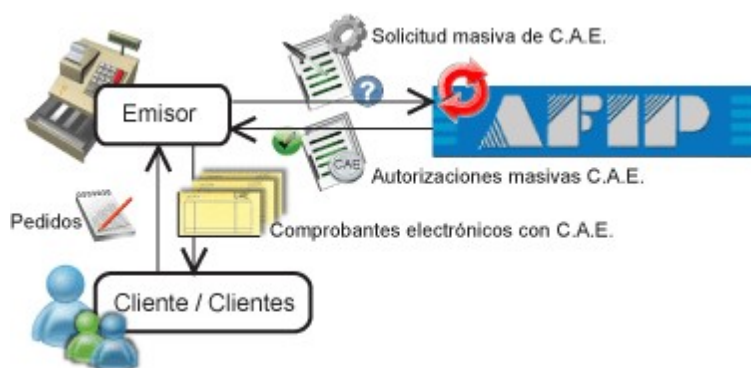 Solicitud masiva de C.A.E.
Emisor
AFIP
CAE
Autorizaciones masivas C.A.E.
Pedidos
Comprobantes electrónicos con C.A.E.
Cliente / Clientes